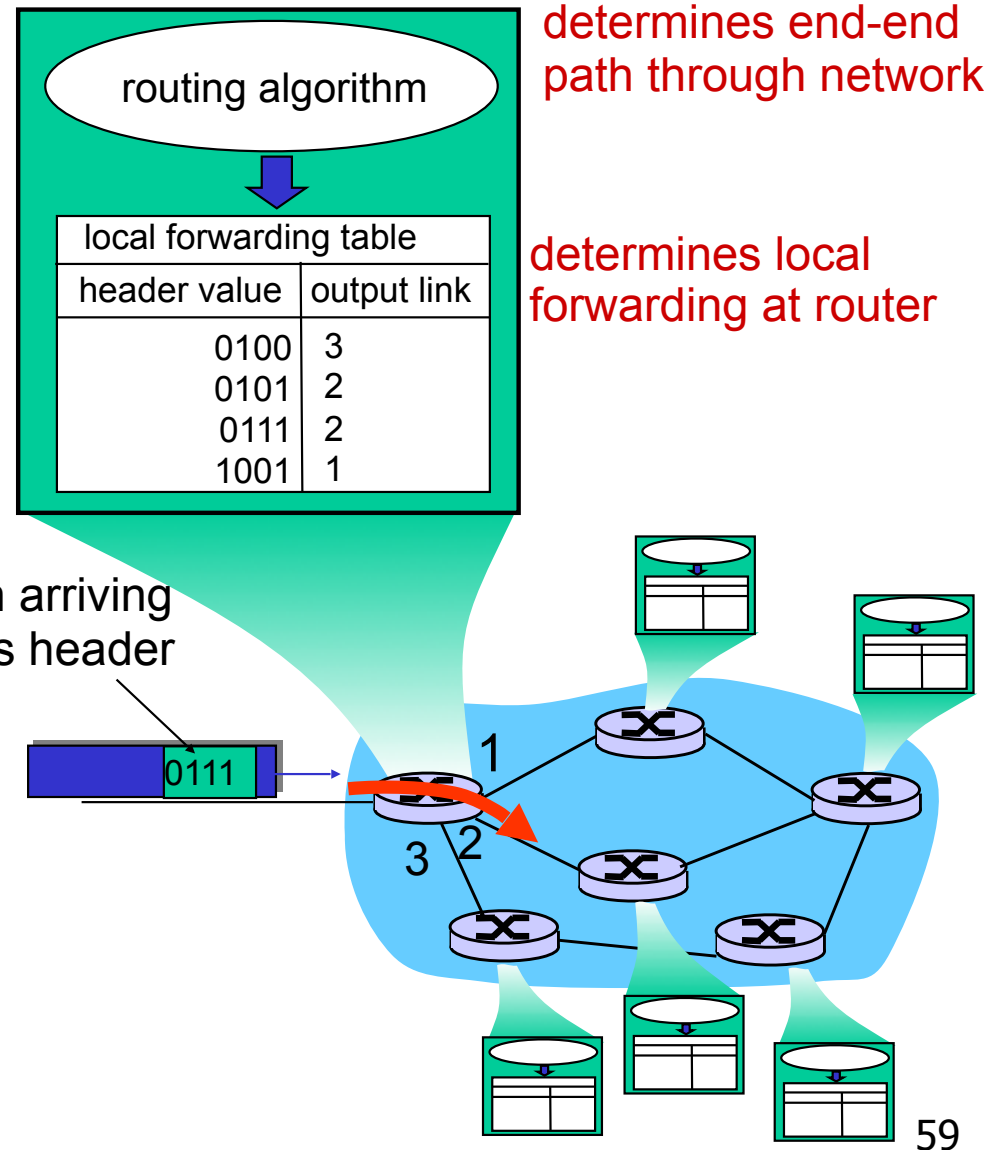 determines end-end
path through network
routing algorithm
local forwarding table
header value output link
0100 3
0101 2
0111 2
1001 1
determines local
forwarding at router
arriving
s header
0111
1
2
3
59